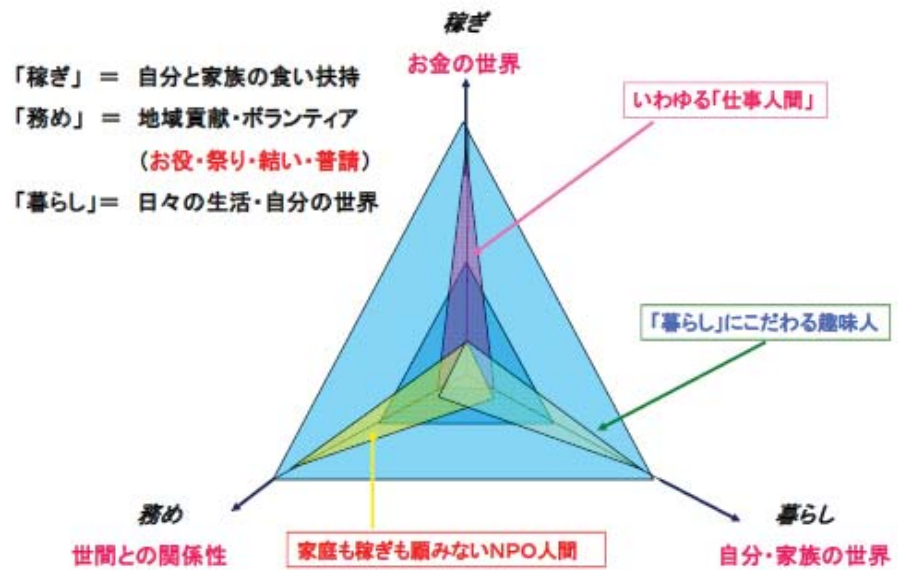 稼ぎ
お金の世界
「稼ぎ」 = 自分と家族の食い扶持
「務め」 = 地域貢献・ボランティア
(お役・祭り・結い・普請)
「暮らし」= 日々の生活・自分の世界
いわゆる「仕事人間」
「暮らし」にこだわる趣味人
務め
世間との関係性
家庭も稼ぎも顧みないNPO人間
暮らし
自分・家族の世界